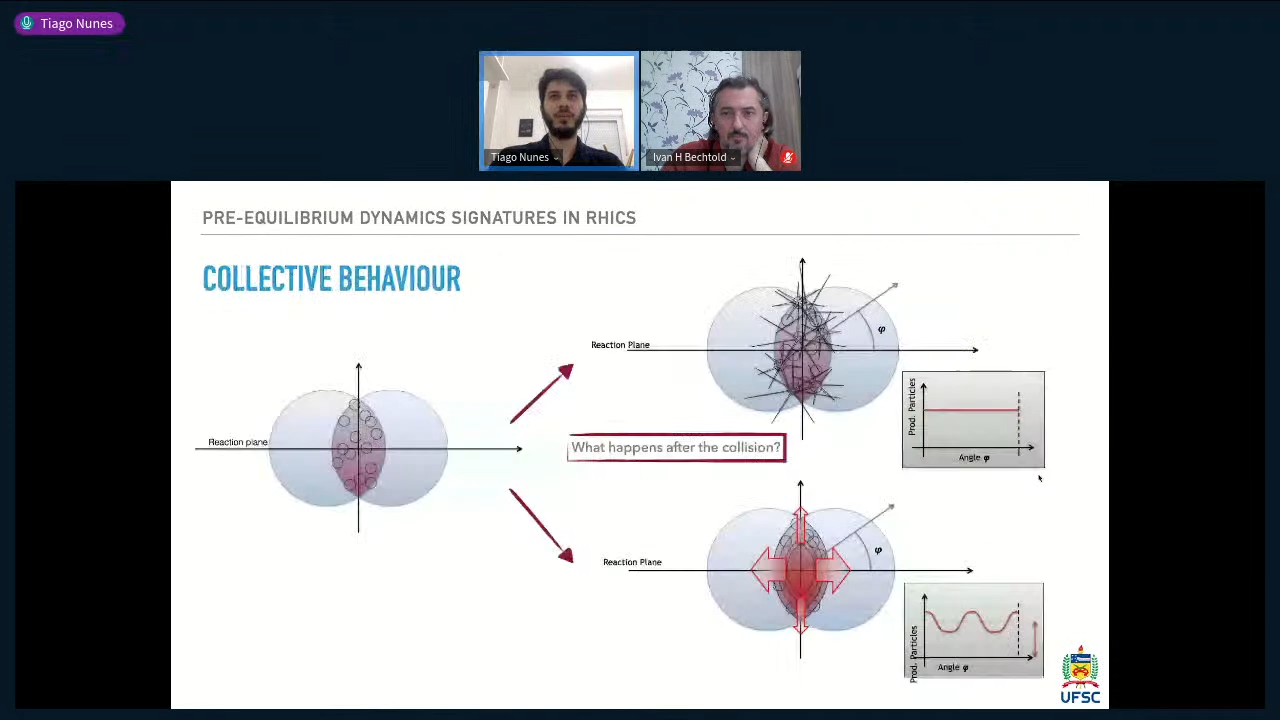 Tiago Nunes
Tiago Nunes
Ivan H Bechtold
PRE-EQUILIBRIUM DYNAMICS SIGNATURES IN RHICS
COLLECTIVE BEHAVIOUR
Reaction plane
What happens after the collision?
Reaction Plane
φ
Prod. Particles
Angle φ
Reaction Plane
φ
Prod. Particles
Angle φ
UFSC